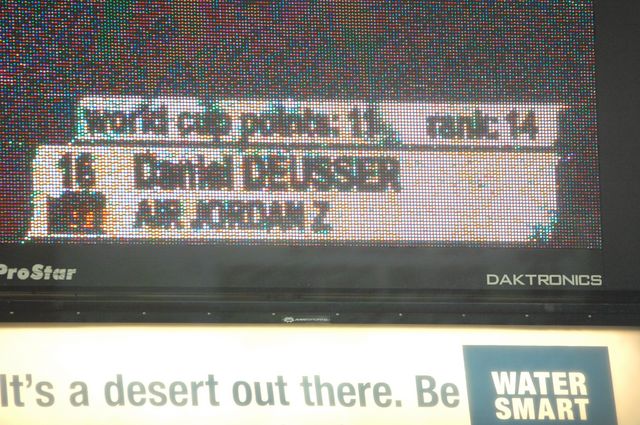 world cup points: 11 rank: 14
16 Daniel DEUSSER
AIR JORDAN Z
ProStar
DAKTRONICS
It's a desert out there. Be
WATER
SMART